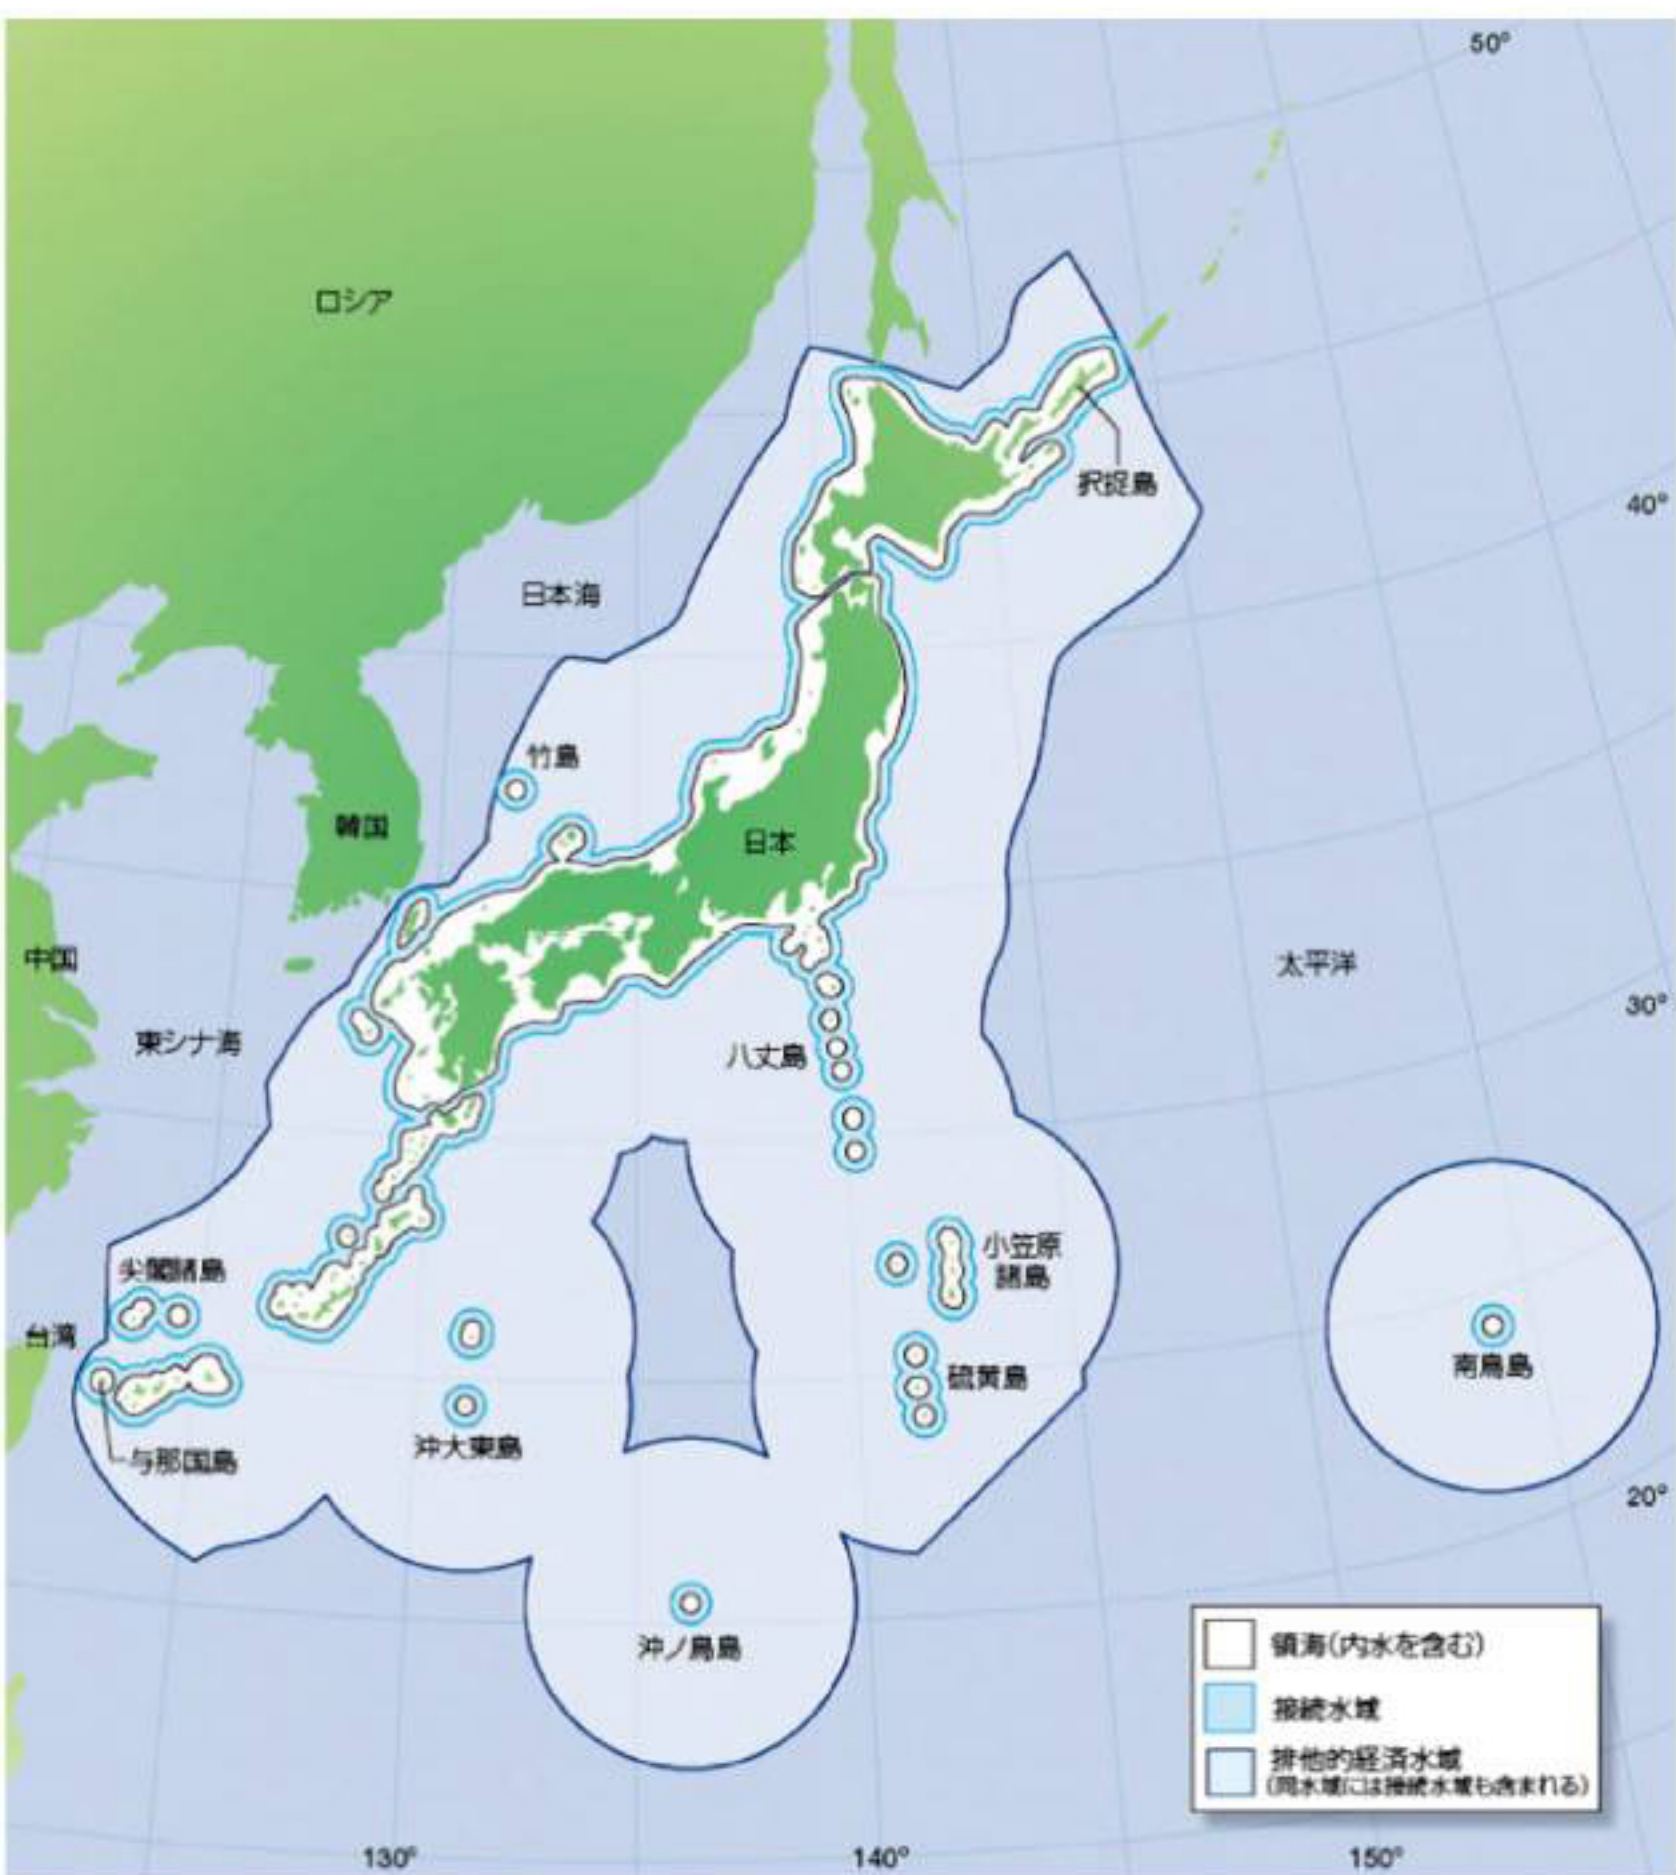 50°
ロシア
択捉島
40°
日本海
竹島
韓国
日本
中国
太平洋
30°
東シナ海
八丈島
小笠原
諸島
尖閣諸島
台湾
南鳥島
硫黄島
沖大東島
与那国島
20°
沖ノ鳥島
領海(内水を含む)
接続水域
排他的経済水域
(同水域には接続水域も含まれる)
130°
140°
150°